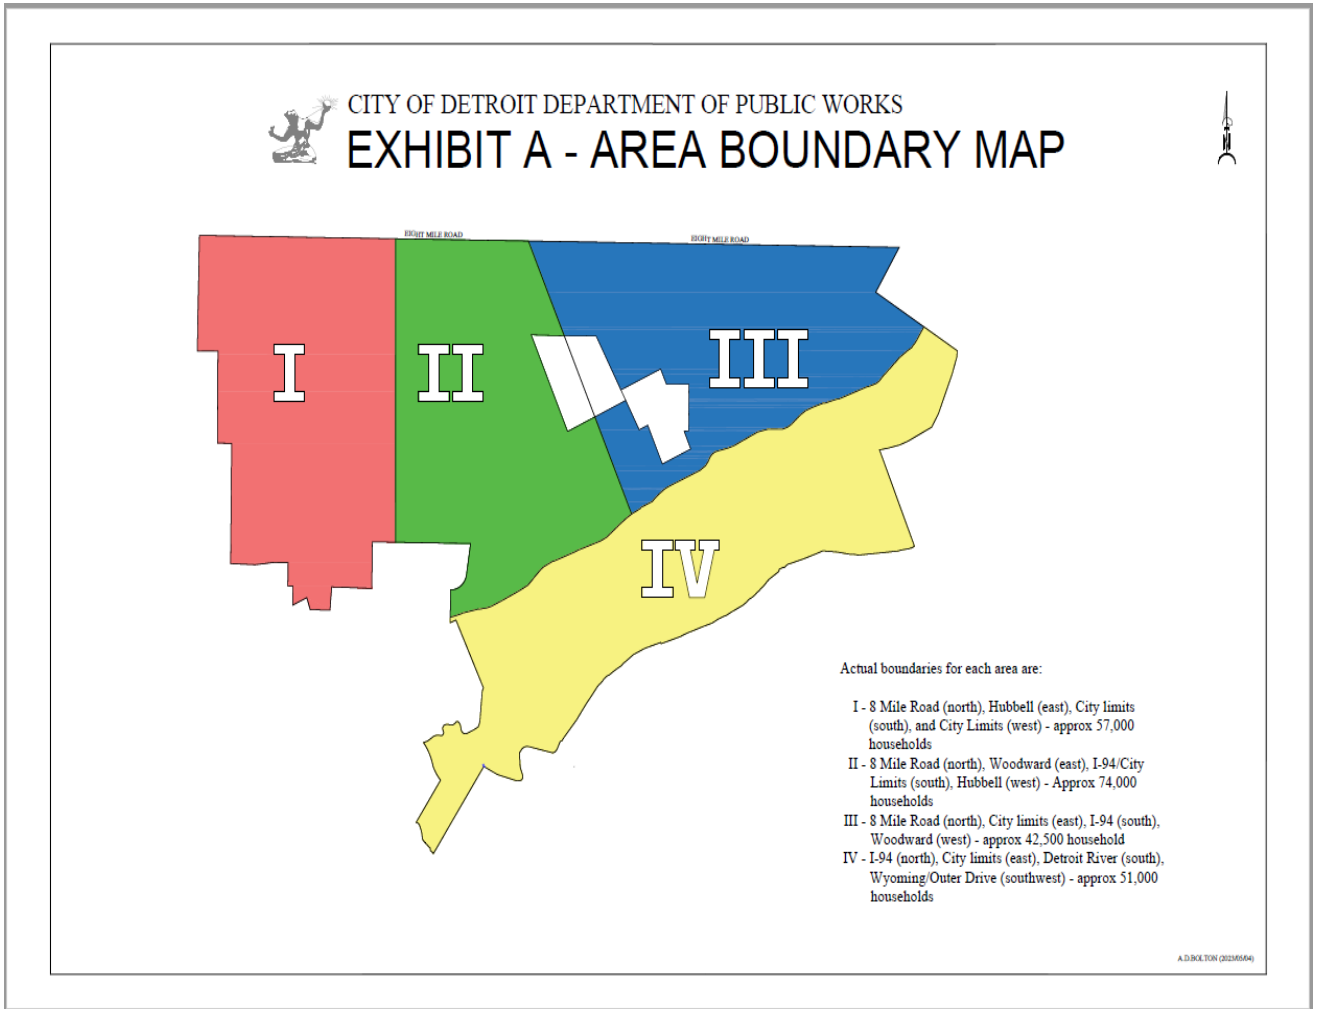 CITY OF DETROIT DEPARTMENT OF PUBLIC WORKS
EXHIBIT A - AREA BOUNDARY MAP
N
EIGHT MILE ROAD
EIGHT MILE ROAD
I
II
III
IV
Actual boundaries for each area are:
I - 8 Mile Road (north), Hubbell (east), City limits
(south), and City Limits (west) - approx 57,000
households
II - 8 Mile Road (north), Woodward (east), I-94/City
Limits (south), Hubbell (west) - Approx 74,000
households
III - 8 Mile Road (north), City limits (east), I-94 (south),
Woodward (west) - approx 42,500 household
IV - I-94 (north), City limits (east), Detroit River (south),
Wyoming/Outer Drive (southwest) - approx 51,000
households
A.D.BOLTON (2023/05/04)